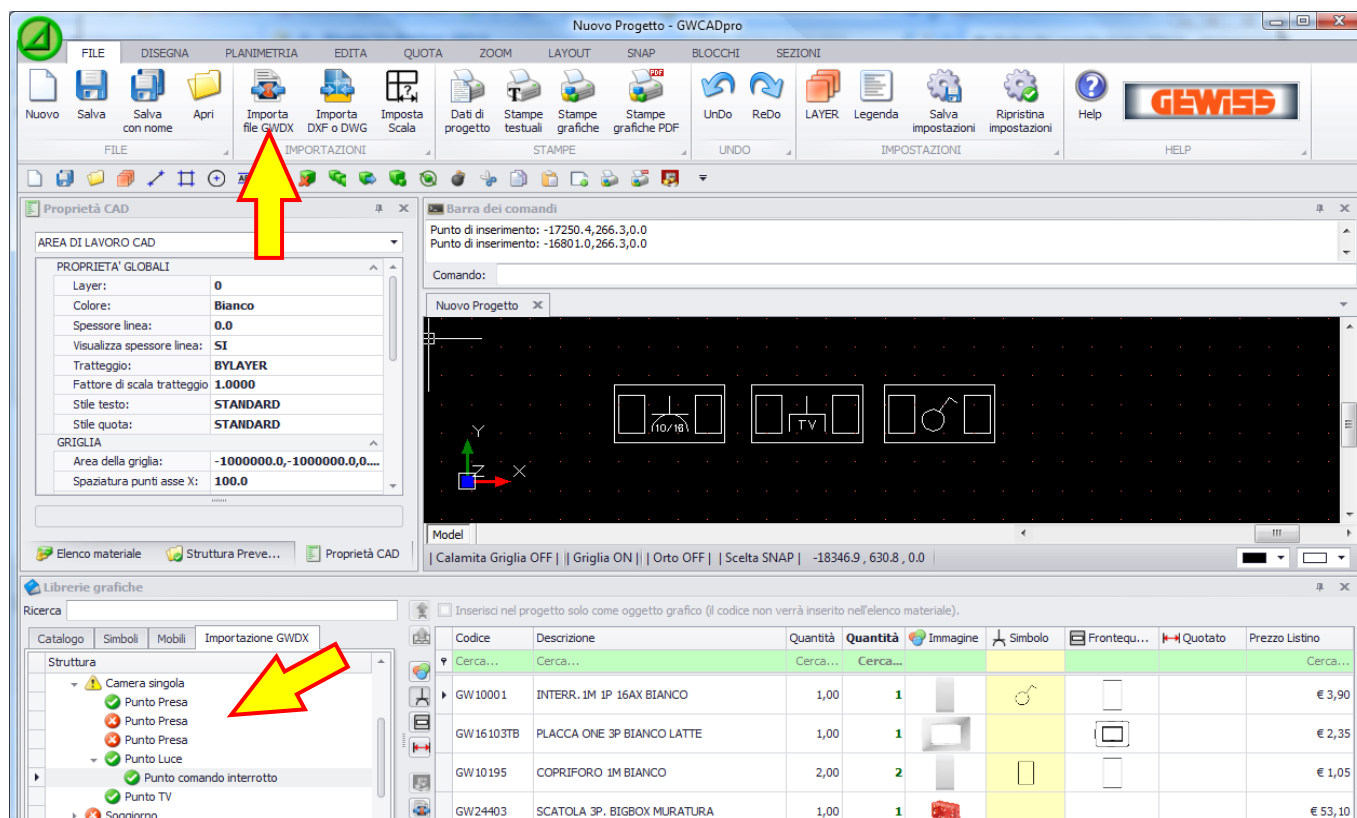 Nuovo Progetto - GWCADpro
FILE DISEGNA PLANIMETRIA EDITA QUOTA ZOOM LAYOUT SNAP BLOCCHI SEZIONI
Nuovo Salva Salva con nome Apri Importa file GWDX Importa DXF o DWG Imposta Scala Dati di progetto Stampe testuali Stampe grafiche Stampe grafiche PDF UnDo ReDo LAYER Legenda Salva impostazioni Ripristina impostazioni Help GEWISS
FILE IMPORTAZIONI STAMPE UNDO IMPOSTAZIONI HELP
Proprietà CAD
AREA DI LAVORO CAD
PROPRIETA' GLOBALI
Layer: 0
Colore: Bianco
Spessore linea: 0.0
Visualizza spessore linea: SI
Tratteggio: BYLAYER
Fattore di scala tratteggio 1.0000
Stile testo: STANDARD
Stile quota: STANDARD
GRIGLIA
Area della griglia: -1000000.0,-1000000.0,0....
Spaziatura punti asse X: 100.0
Elenco materiale Struttura Preve... Proprietà CAD
Barra dei comandi
Punto di inserimento: -17250.4,266.3,0.0
Punto di inserimento: -16801.0,266.3,0.0
Comando:
Nuovo Progetto
(10/16) TV
Y
Z X
Model
| Calamita Griglia OFF | | Griglia ON | | Orto OFF | | Scelta SNAP | -18346.9 , 630.8 , 0.0
Librerie grafiche
Ricerca
Inserisci nel progetto solo come oggetto grafico (il codice non verrà inserito nell'elenco materiale).
Catalogo Simboli Mobili Importazione GWDX
Struttura
Camera singola
Punto Presa
Punto Presa
Punto Presa
Punto Luce
Punto comando interrotto
Punto TV
Soggiorno
Codice Descrizione Quantità Quantità Immagine Simbolo Frontequ... Quotato Prezzo Listino
Cerca... Cerca... Cerca... Cerca... Cerca...
GW10001 INTERR. 1M 1P 16AX BIANCO 1,00 1 € 3,90
GW16103TB PLACCA ONE 3P BIANCO LATTE 1,00 1 € 2,35
GW10195 COPRIFORO 1M BIANCO 2,00 2 € 1,05
GW24403 SCATOLA 3P. BIGBOX MURATURA 1,00 1 € 53,10